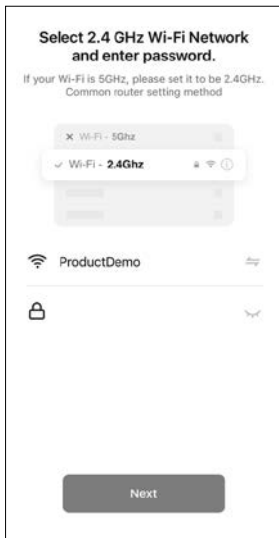 Select 2.4 GHz Wi-Fi Network
and enter password.
If your Wi-Fi is 5GHz, please set it to be 2.4GHz.
Common router setting method
Wi-Fi - 5Ghz
Wi-Fi - 2.4Ghz
ProductDemo
Next